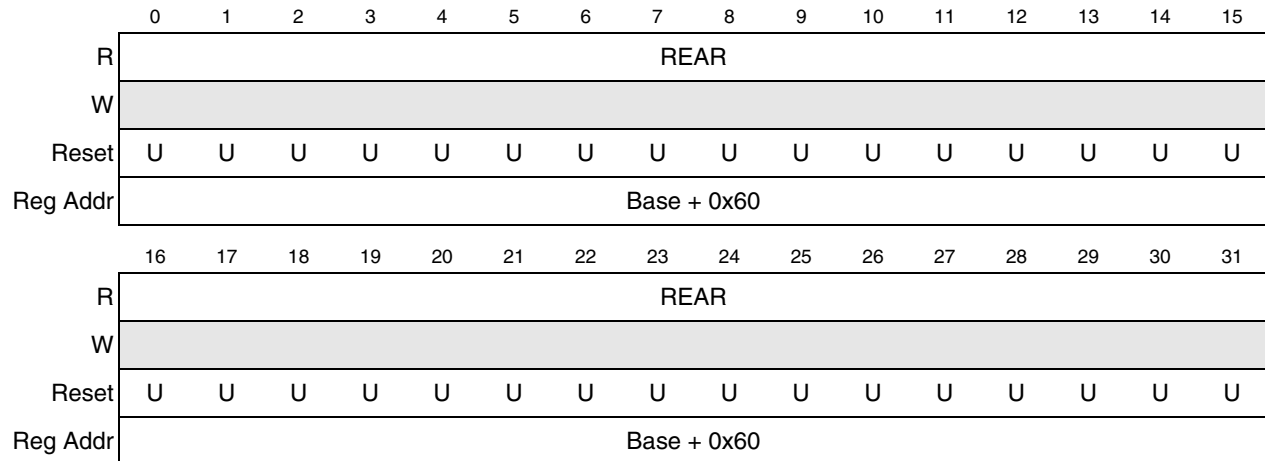 0 1 2 3 4 5 6 7 8 9 10 11 12 13 14 15
R REAR
W
Reset U U U U U U U U U U U U U U U U
Reg Addr Base + 0x60
16 17 18 19 20 21 22 23 24 25 26 27 28 29 30 31
R REAR
W
Reset U U U U U U U U U U U U U U U U
Reg Addr Base + 0x60